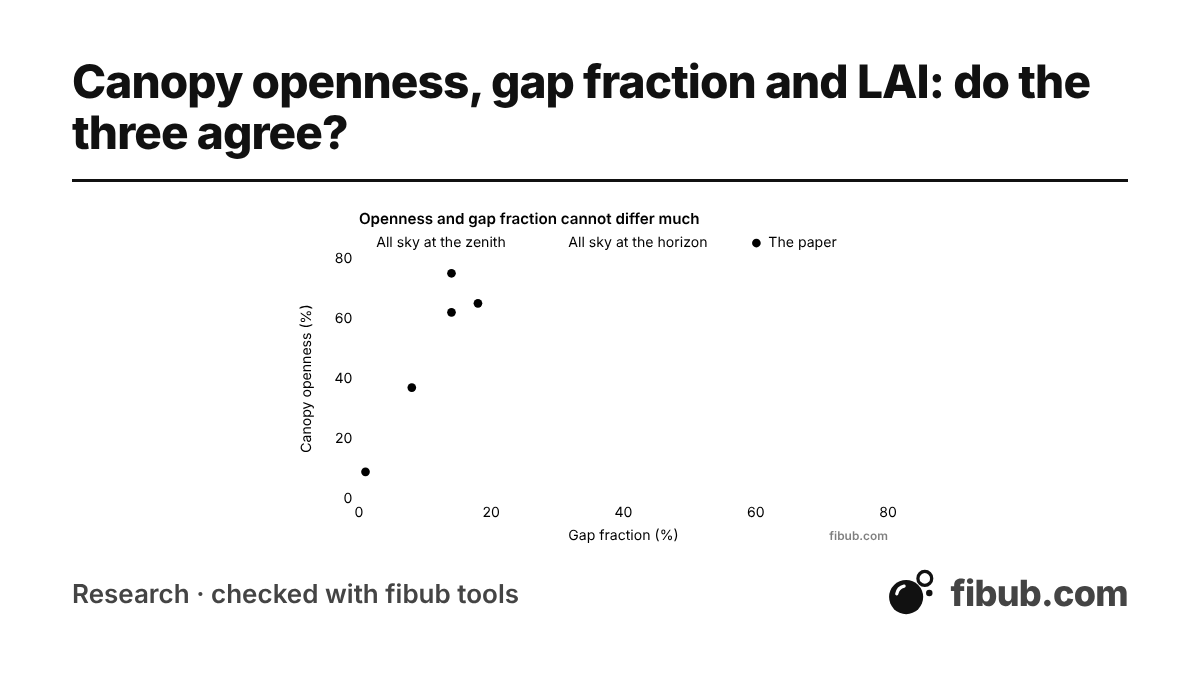 Canopy openness, gap fraction and LAI: do the
three agree?
Openness and gap fraction cannot differ much
All sky at the zenith
All sky at the horizon
The paper
80
60
40
20
0
Canopy openness (%)
0
20
40
60
80
Gap fraction (%)
fibub.com
Research · checked with fibub tools
fibub.com